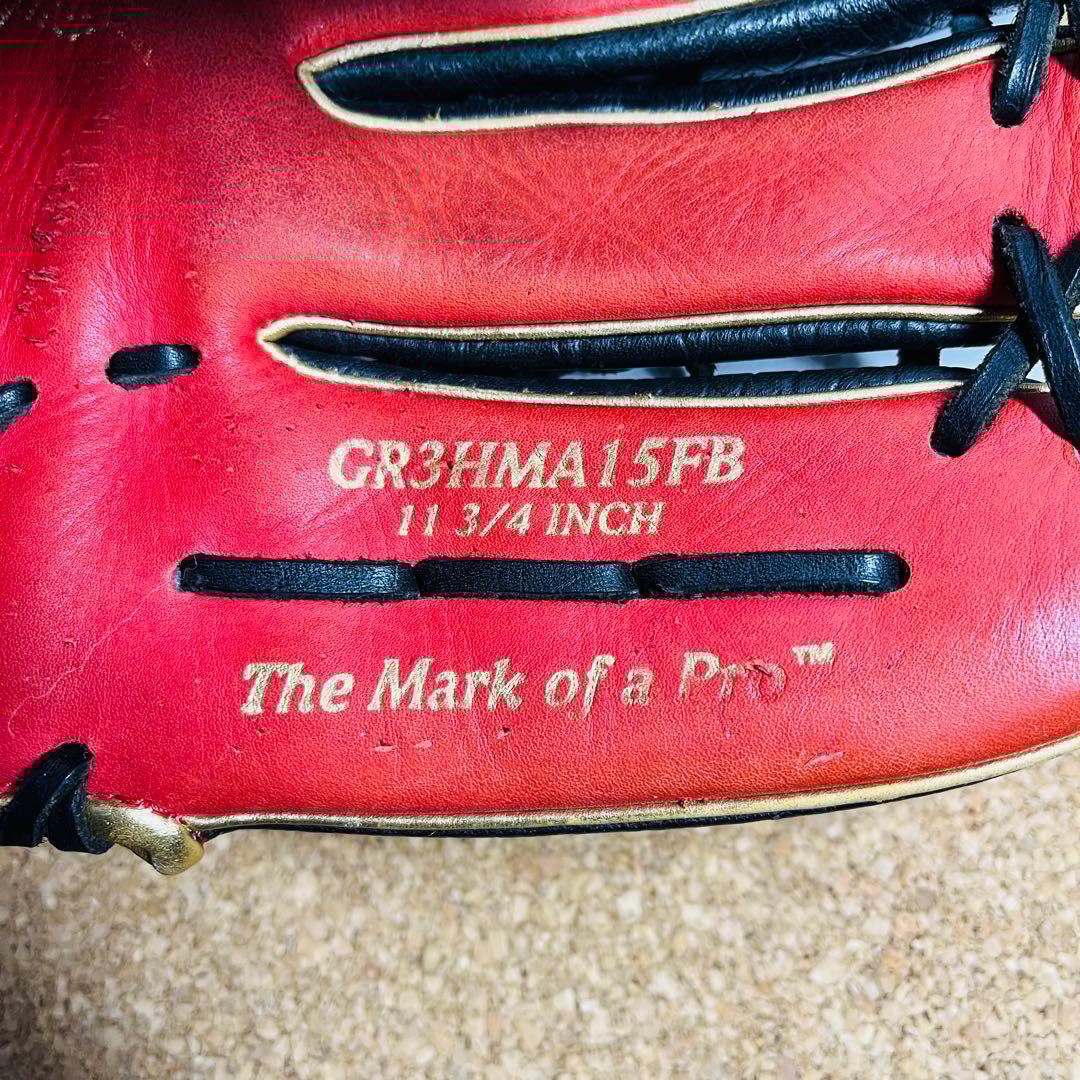 GR3HMA15FB
11 3/4 INCH
The Mark of a Pro™